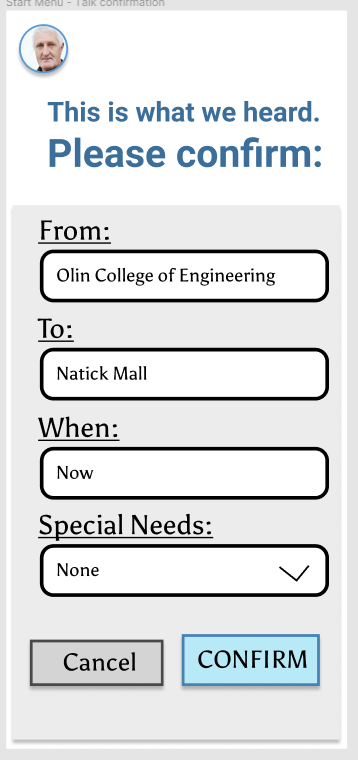 Start Menu - Talk confirmation
This is what we heard.
Please confirm:
From:
Olin College of Engineering
To:
Natick Mall
When:
Now
Special Needs:
None
Cancel
CONFIRM